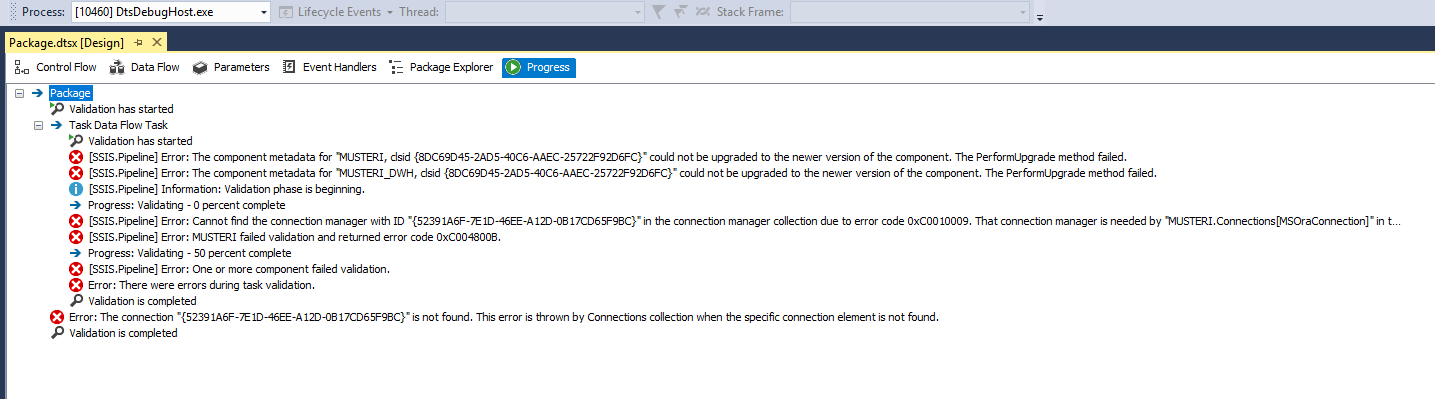 Process: [10460] DtsDebugHost.exe Lifecycle Events Thread: Stack Frame:
Package.dtsx [Design]
Control Flow Data Flow Parameters Event Handlers Package Explorer Progress
Package
Validation has started
Task Data Flow Task
Validation has started
[SSIS.Pipeline] Error: The component metadata for "MUSTERI, clsid {8DC69D45-2AD5-40C6-AAEC-25722F92D6FC}" could not be upgraded to the newer version of the component. The PerformUpgrade method failed.
[SSIS.Pipeline] Error: The component metadata for "MUSTERI_DWH, clsid {8DC69D45-2AD5-40C6-AAEC-25722F92D6FC}" could not be upgraded to the newer version of the component. The PerformUpgrade method failed.
[SSIS.Pipeline] Information: Validation phase is beginning.
Progress: Validating - 0 percent complete
[SSIS.Pipeline] Error: Cannot find the connection manager with ID "{52391A6F-7E1D-46EE-A12D-0B17CD65F9BC}" in the connection manager collection due to error code 0xC0010009. That connection manager is needed by "MUSTERI.Connections[MSOraConnection]" in t...
[SSIS.Pipeline] Error: MUSTERI failed validation and returned error code 0xC004800B.
Progress: Validating - 50 percent complete
[SSIS.Pipeline] Error: One or more component failed validation.
Error: There were errors during task validation.
Validation is completed
Error: The connection "{52391A6F-7E1D-46EE-A12D-0B17CD65F9BC}" is not found. This error is thrown by Connections collection when the specific connection element is not found.
Validation is completed